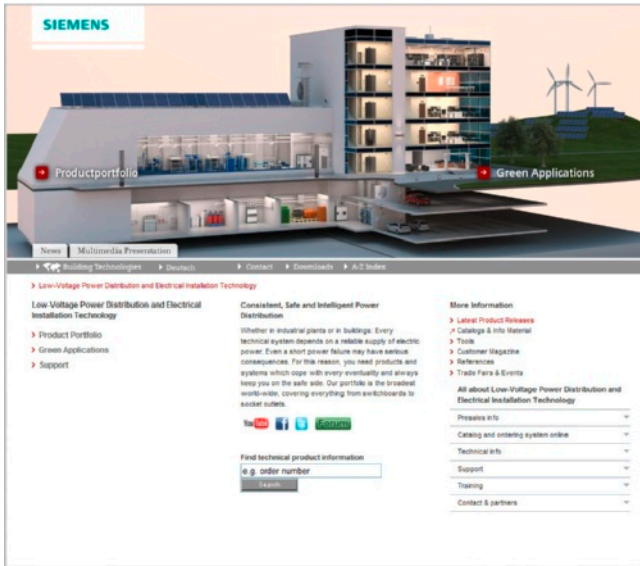 SIEMENS
Productportfolio
Green Applications
News
Multimedia Presentation
Building Technologies
Deutsch
Contact
Downloads
A-Z Index
Low-Voltage Power Distribution and Electrical Installation Technology
Low-Voltage Power Distribution and Electrical
Installation Technology
Product Portfolio
Green Applications
Support
Consistent, Safe and Intelligent Power
Distribution
Whether in industrial plants or in buildings: Every
technical system depends on a reliable supply of electric
power. Even a short power failure may have serious
consequences. For this reason, you need products and
systems which cope with every eventuality and always
keep you on the safe side. Our portfolio is the broadest
world-wide, covering everything from switchboards to
socket outlets.
YouTube
Forum
Find technical product information
e.g. order number
Search
More Information
Latest Product Releases
Catalogs & Info Material
Tools
Customer Magazine
References
Trade Fairs & Events
All about Low-Voltage Power Distribution and
Electrical Installation Technology
Presales info
Catalog and ordering system online
Technical info
Support
Training
Contact & partners